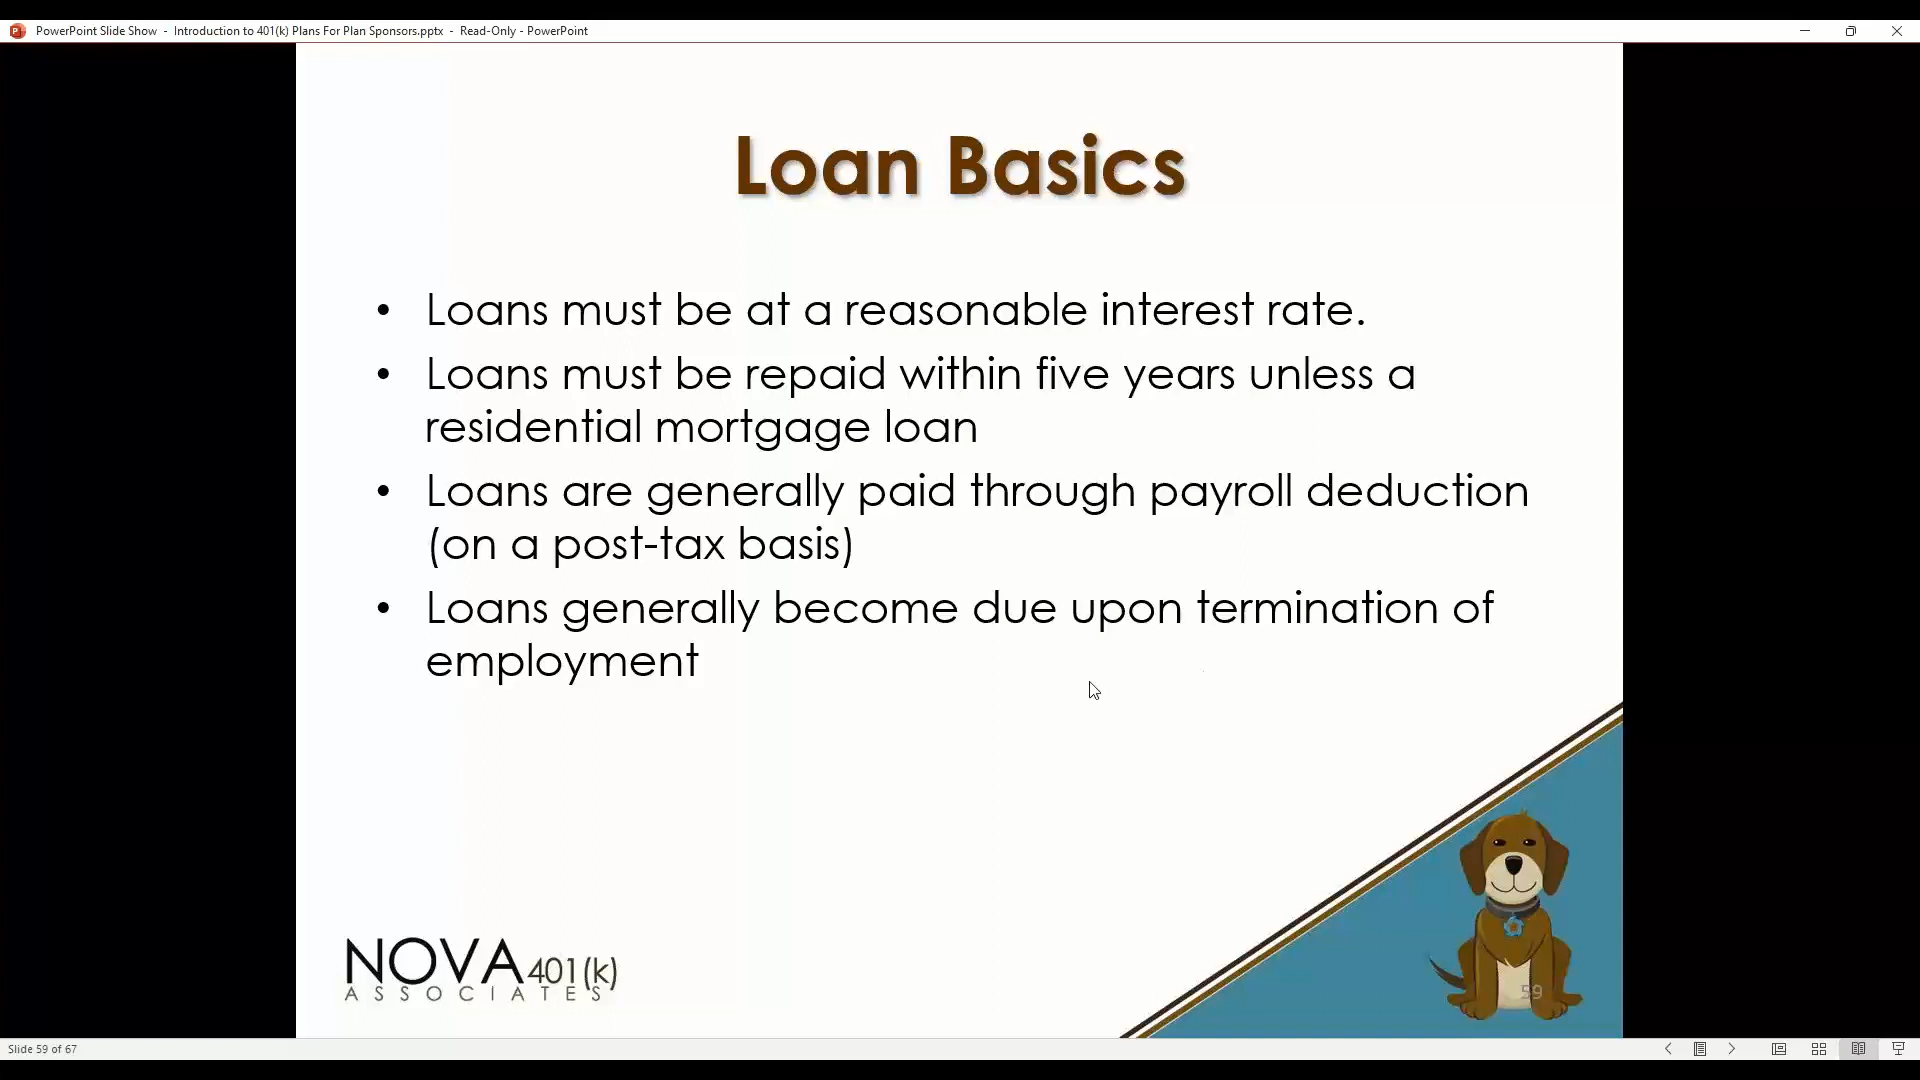 PowerPoint Slide Show - Introduction to 401(k) Plans For Plan Sponsors.pptx - Read-Only - PowerPoint
Loan Basics
• Loans must be at a reasonable interest rate.
• Loans must be repaid within five years unless a
residential mortgage loan
• Loans are generally paid through payroll deduction
(on a post-tax basis)
• Loans generally become due upon termination of
employment
NOVA 401(k)
ASSOCIATES
59
Slide 59 of 67